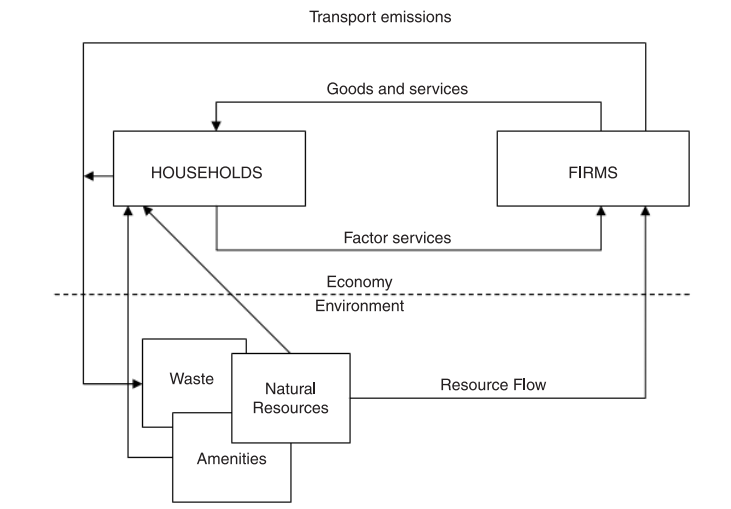 Transport emissions
Goods and services
HOUSEHOLDS
FIRMS
Factor services
Economy
Environment
Waste
Natural
Resources
Resource Flow
Amenities